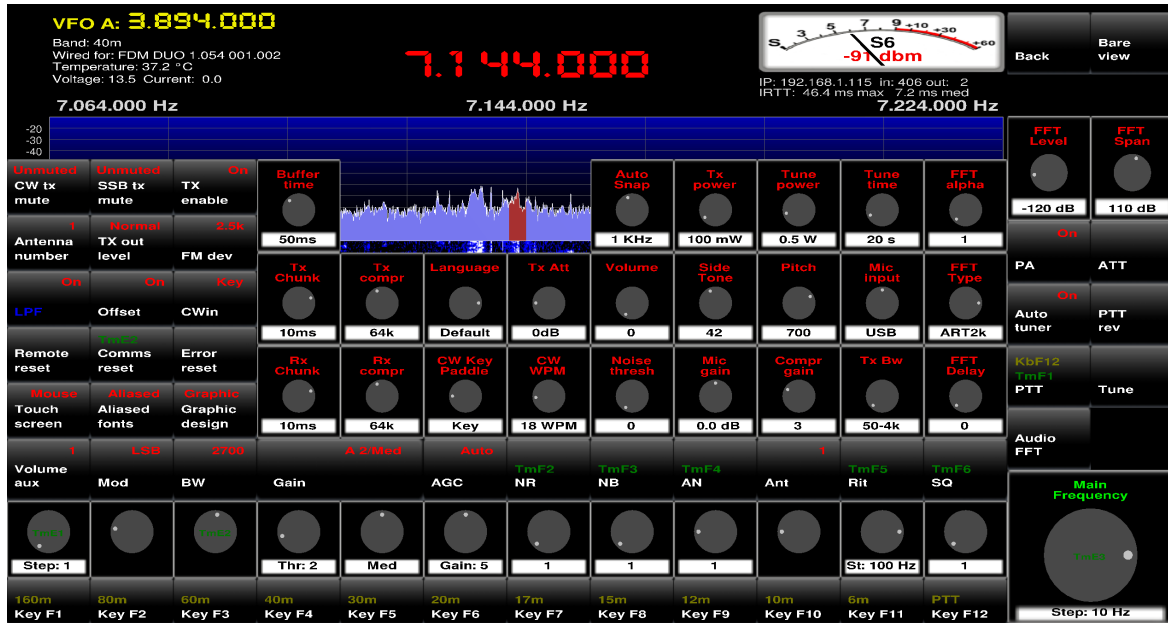 VFO A: 3.894.000
Band: 40m
Wired for: FDM DUO 1.054 001.002
Temperature: 37.2 °C
Voltage: 13.5 Current: 0.0
7.144.000
S 3 5 7 9 +10 +30 +60
S6
-91 dbm
IP: 192.168.1.115 in: 406 out: 2
IRTT: 46.4 ms max 7.2 ms med
Back
Bare view
7.064.000 Hz 7.144.000 Hz 7.224.000 Hz
-20
-30
-40
FFT Level
-120 dB
FFT Span
110 dB
Unmuted
CW tx mute
Unmuted
SSB tx mute
On
TX enable
Buffer time
50ms
Auto Snap
1 KHz
Tx power
100 mW
Tune power
0.5 W
Tune time
20 s
FFT alpha
1
1
Antenna number
Normal
TX out level
2.5k
FM dev
On
PA
ATT
On
LPF
On
Offset
Key
CWin
Tx Chunk
10ms
Tx compr
64k
Language
Default
Tx Att
0dB
Volume
0
Side Tone
42
Pitch
700
Mic Input
USB
FFT Type
ART2k
On
Auto tuner
PTT rev
Remote reset
TmE2
Comms reset
Error reset
Rx Chunk
10ms
Rx compr
64k
CW Key Paddle
Key
CW WPM
18 WPM
Noise thresh
0
Mic gain
0.0 dB
Compr gain
3
Tx Bw
50-4k
FFT Delay
0
KbF12
TmF1
PTT
Tune
Mouse
Touch screen
Aliased
Aliased fonts
Graphic
Graphic design
Audio FFT
1
Volume aux
LSB
Mod
2700
BW
A 2/Med
Gain
Auto
AGC
TmF2
NR
TmF3
NB
TmF4
AN
1
Ant
TmF5
Rit
TmF6
SQ
Main Frequency
Step: 10 Hz
Step: 1
Thr: 2
Med
Gain: 5
1
1
1
St: 100 Hz
1
160m
Key F1
80m
Key F2
60m
Key F3
40m
Key F4
30m
Key F5
20m
Key F6
17m
Key F7
15m
Key F8
12m
Key F9
10m
Key F10
6m
Key F11
PTT
Key F12